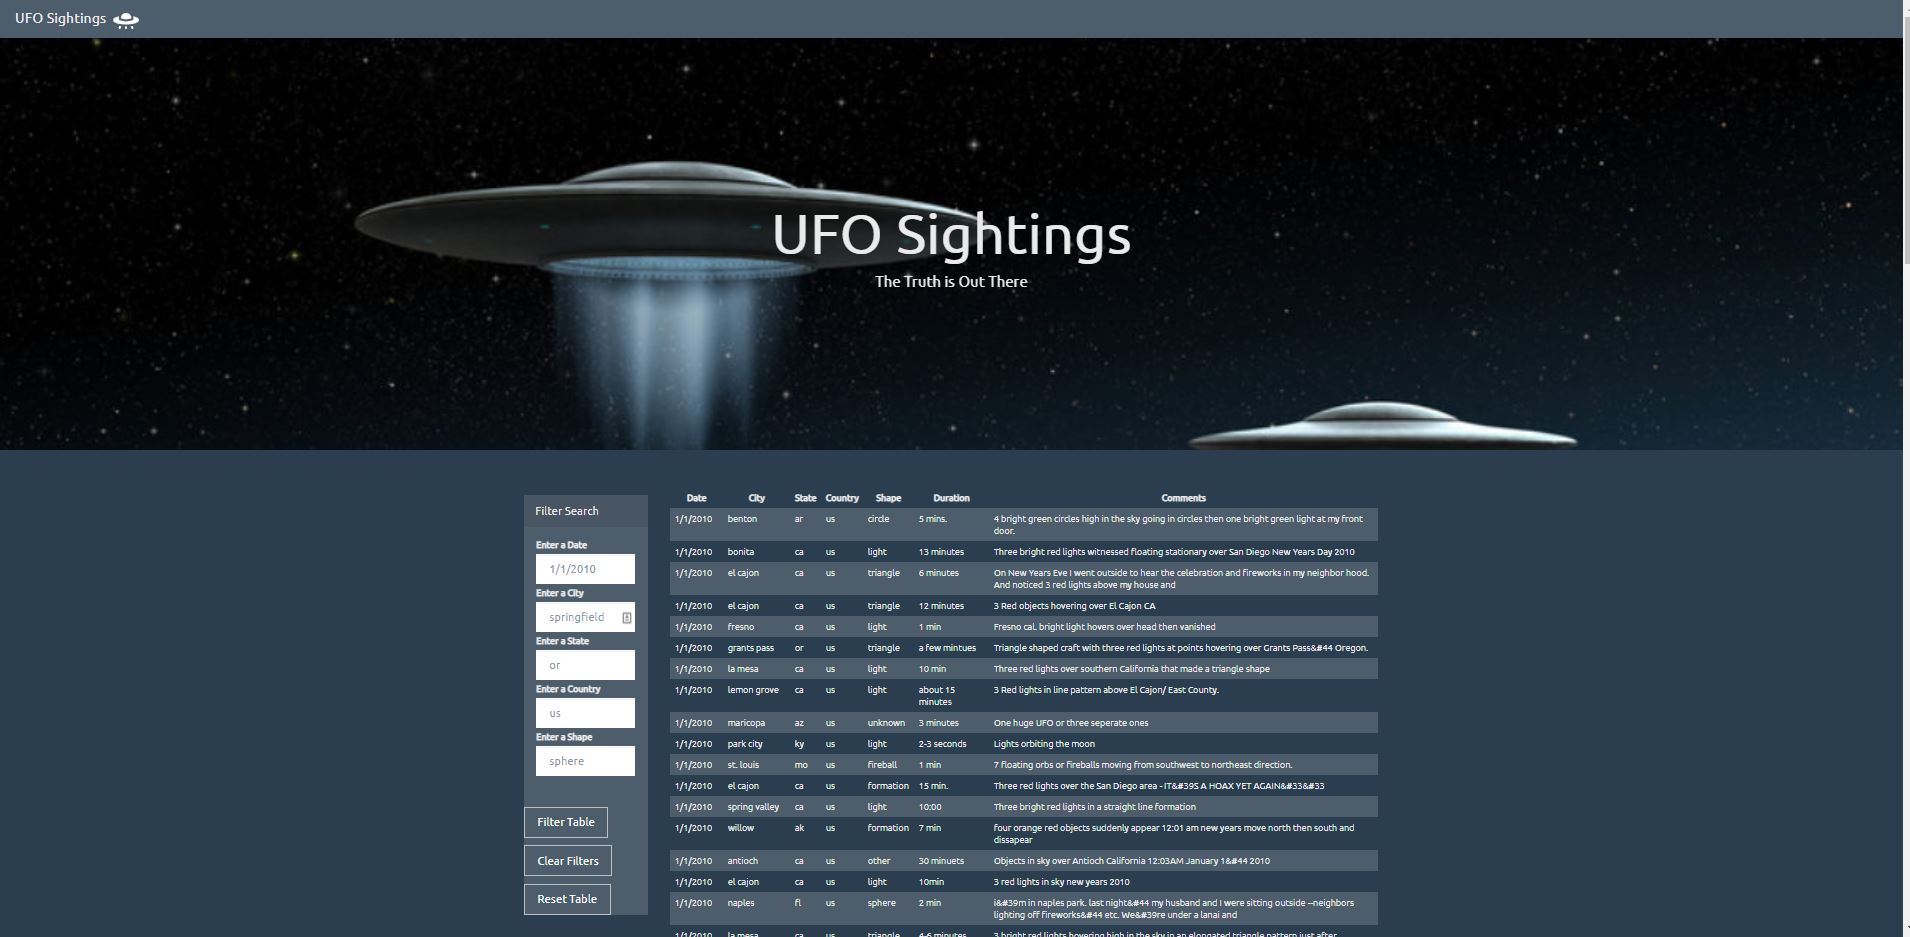 UFO Sightings
UFO Sightings
The Truth is Out There
Filter Search
Enter a Date
1/1/2010
Enter a City
springfield
Enter a State
or
Enter a Country
us
Enter a Shape
sphere
Filter Table
Clear Filters
Reset Table
Date City State Country Shape Duration Comments
1/1/2010 benton ar us circle 5 mins. 4 bright green circles high in the sky going in circles then one bright green light at my front
door.
1/1/2010 bonita ca us light 13 minutes Three bright red lights witnessed floating stationary over San Diego New Years Day 2010
1/1/2010 el cajon ca us triangle 6 minutes On New Years Eve I went outside to hear the celebration and fireworks in my neighbor hood.
And noticed 3 red lights above my house and
1/1/2010 el cajon ca us triangle 12 minutes 3 Red objects hovering over El Cajon CA
1/1/2010 fresno ca us light 1 min Fresno cal. bright light hovers over head then vanished
1/1/2010 grants pass or us triangle a few mintues Triangle shaped craft with three red lights at points hovering over Grants Pass&#44 Oregon.
1/1/2010 la mesa ca us light 10 min Three red lights over southern California that made a triangle shape
1/1/2010 lemon grove ca us light about 15 3 Red lights in line pattern above El Cajon/ East County.
minutes
1/1/2010 maricopa az us unknown 3 minutes One huge UFO or three seperate ones
1/1/2010 park city ky us light 2-3 seconds Lights orbiting the moon
1/1/2010 st. louis mo us fireball 1 min 7 floating orbs or fireballs moving from southwest to northeast direction.
1/1/2010 el cajon ca us formation 15 min. Three red lights over the San Diego area - IT&#39S A HOAX YET AGAIN&#33&#33
1/1/2010 spring valley ca us light 10:00 Three bright red lights in a straight line formation
1/1/2010 willow ak us formation 7 min four orange red objects suddenly appear 12:01 am new years move north then south and
dissapear
1/1/2010 antioch ca us other 30 minuets Objects in sky over Antioch California 12:03AM January 1&#44 2010
1/1/2010 el cajon ca us light 10min 3 red lights in sky new years 2010
1/1/2010 naples fl us sphere 2 min i&#39m in naples park. last night&#44 my husband and I were sitting outside --neighbors
lighting off fireworks&#44 etc. We&#39re under a lanai and
1/1/2010 la mesa ca us triangle 4-6 minutes 3 bright red lights hovering high in the sky in an elongated triangle pattern just after